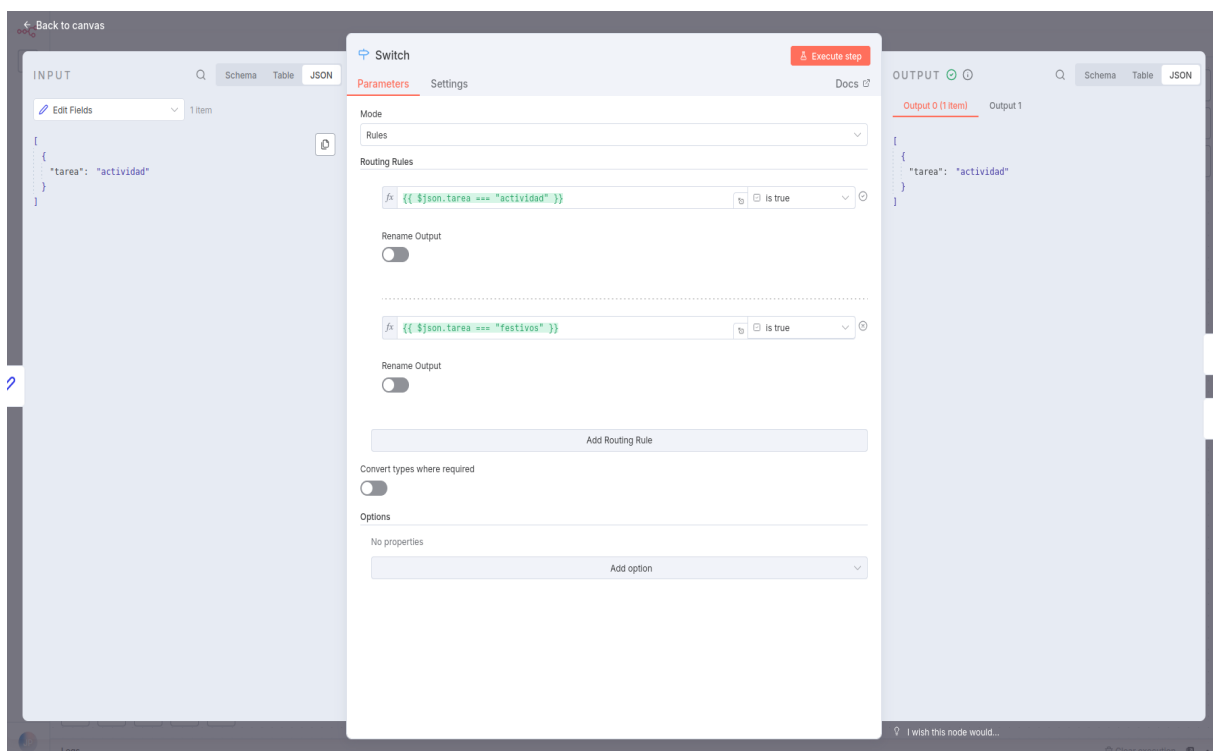 Back to canvas
INPUT
Schema Table JSON
Edit Fields
1 item
[
{
"tarea": "actividad"
}
]
Switch
Execute step
Parameters Settings
Docs
Mode
Rules
Routing Rules
fx {{ $json.tarea === "actividad" }}
is true
Rename Output
fx {{ $json.tarea === "festivos" }}
is true
Rename Output
Add Routing Rule
Convert types where required
Options
No properties
Add option
OUTPUT
Schema Table JSON
Output 0 (1 item) Output 1
[
{
"tarea": "actividad"
}
]
I wish this node would...